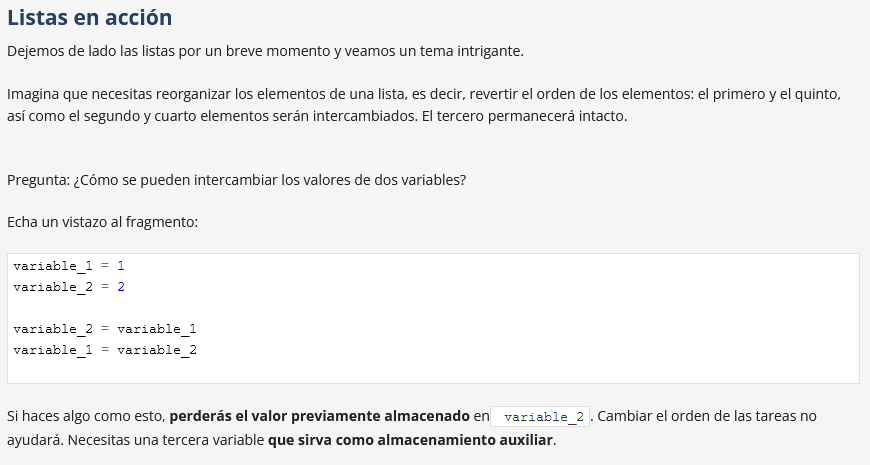 Listas en acción
Dejemos de lado las listas por un breve momento y veamos un tema intrigante.
Imagina que necesitas reorganizar los elementos de una lista, es decir, revertir el orden de los elementos: el primero y el quinto,
así como el segundo y cuarto elementos serán intercambiados. El tercero permanecerá intacto.
Pregunta: ¿Cómo se pueden intercambiar los valores de dos variables?
Echa un vistazo al fragmento:
variable_1 = 1
variable_2 = 2
variable_2 = variable_1
variable_1 = variable_2
Si haces algo como esto, perderás el valor previamente almacenado en variable_2 . Cambiar el orden de las tareas no
ayudará. Necesitas una tercera variable que sirva como almacenamiento auxiliar.